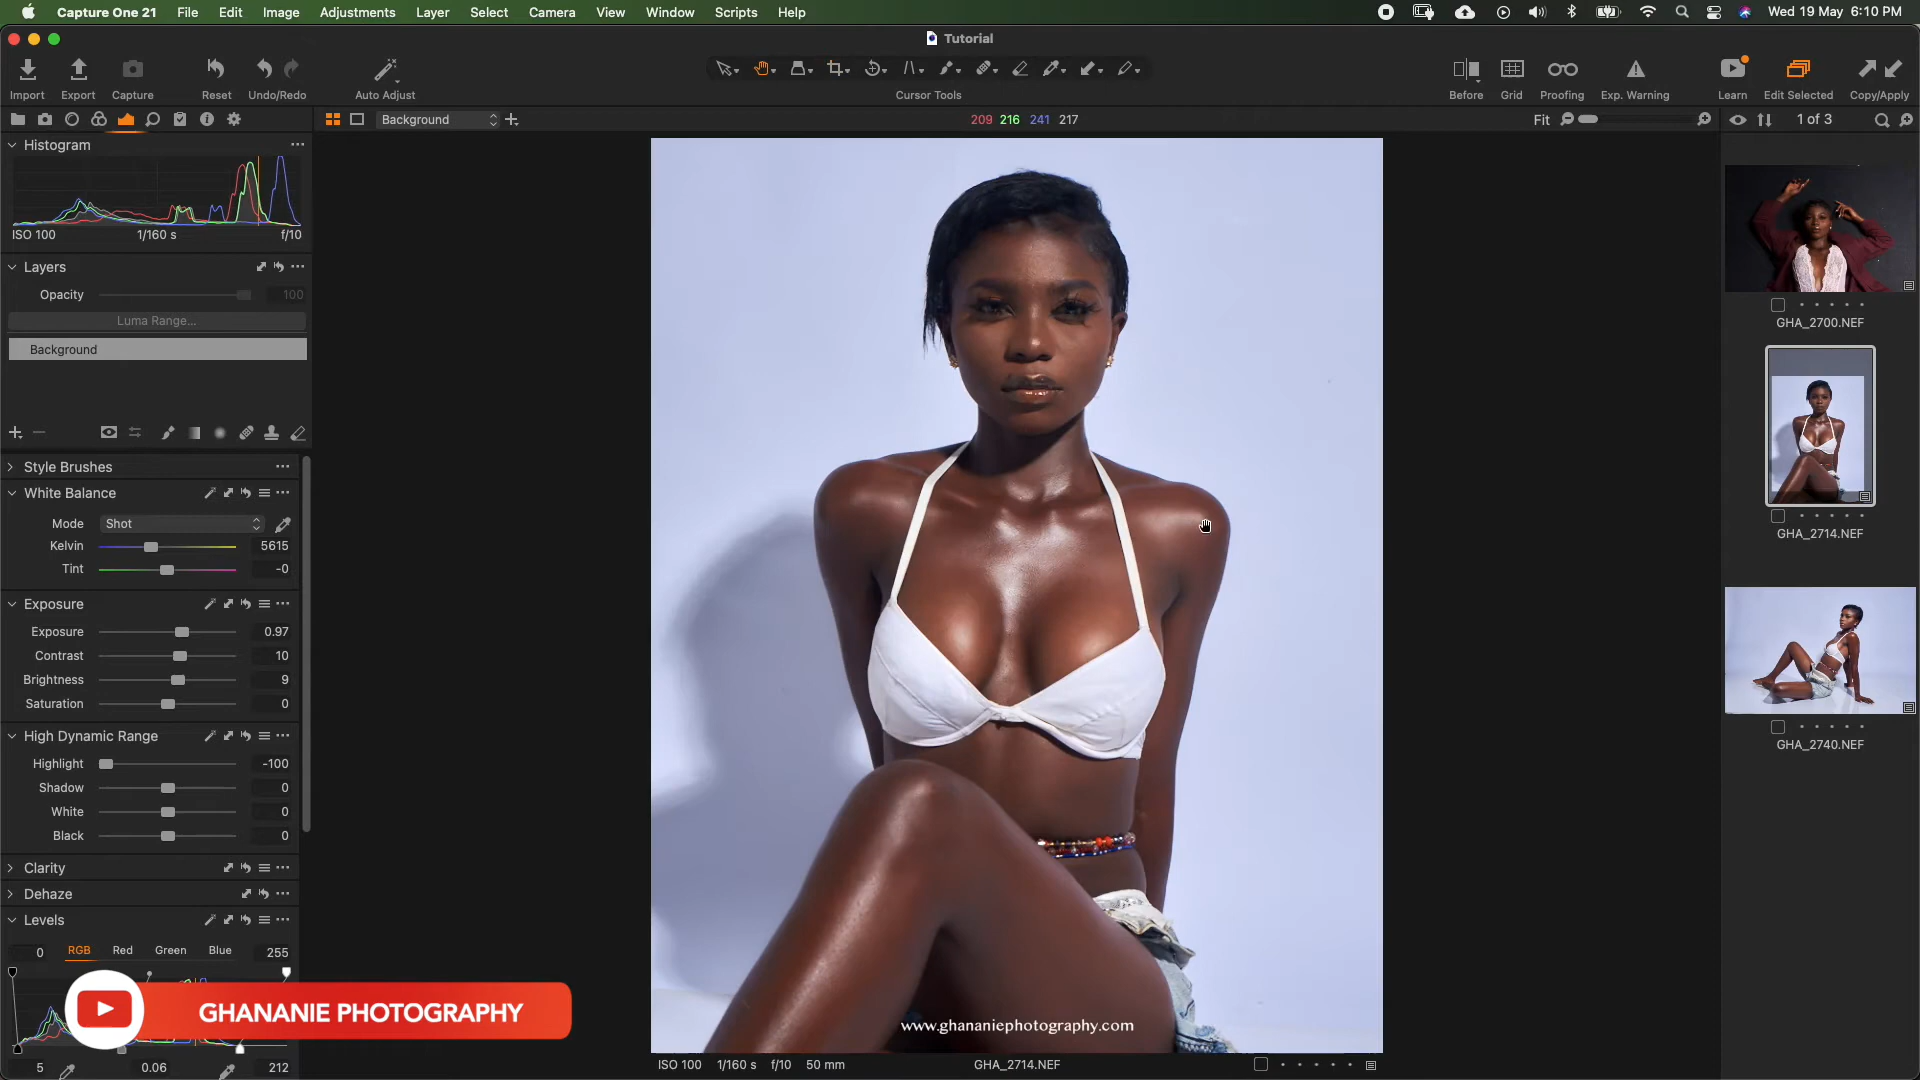 Capture One 21 File Edit Image Adjustments Layer Select Camera View Window Scripts Help Wed 19 May 6:10 PM
Tutorial
Import Export Capture Reset Undo/Redo Auto Adjust Cursor Tools Before Grid Proofing Exp. Warning Learn Edit Selected Copy/Apply
Background 209 216 241 217 Fit 1 of 3
Histogram
ISO 100 1/160 s f/10
Layers
Opacity 100
Luma Range...
Background
Style Brushes
White Balance
Mode Shot
Kelvin 5615
Tint -0
Exposure
Exposure 0.97
Contrast 10
Brightness 9
Saturation 0
High Dynamic Range
Highlight -100
Shadow 0
White 0
Black 0
Clarity
Dehaze
Levels
0 RGB Red Green Blue 255
5 0.06 212
GHANANIE PHOTOGRAPHY
www.ghananiephotography.com
ISO 100 1/160 s f/10 50 mm GHA_2714.NEF
GHA_2700.NEF
GHA_2714.NEF
GHA_2740.NEF